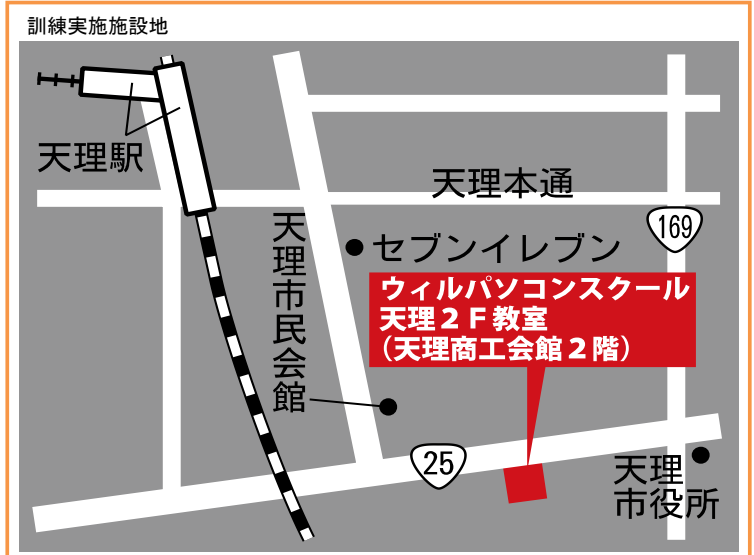 訓練実施施設地
天理駅
天理本通
169
天理市民会館
セブンイレブン
ウィルパソコンスクール
天理２Ｆ教室
（天理商工会館２階）
25
天理
市役所